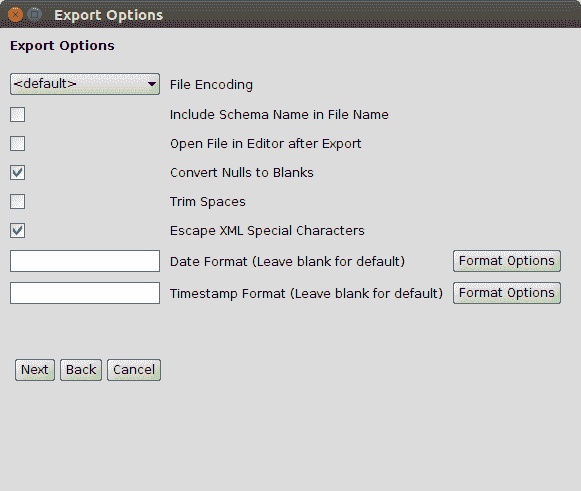 Export Options
Export Options
<default> File Encoding
Include Schema Name in File Name
Open File in Editor after Export
Convert Nulls to Blanks
Trim Spaces
Escape XML Special Characters
Date Format (Leave blank for default) Format Options
Timestamp Format (Leave blank for default) Format Options
Next Back Cancel